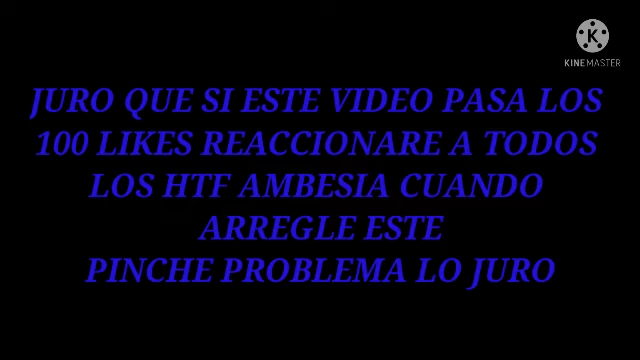 KINEMASTER
JURO QUE SI ESTE VIDEO PASA LOS
100 LIKES REACCIONARE A TODOS
LOS HTF AMBESIA CUANDO
ARREGLE ESTE
PINCHE PROBLEMA LO JURO